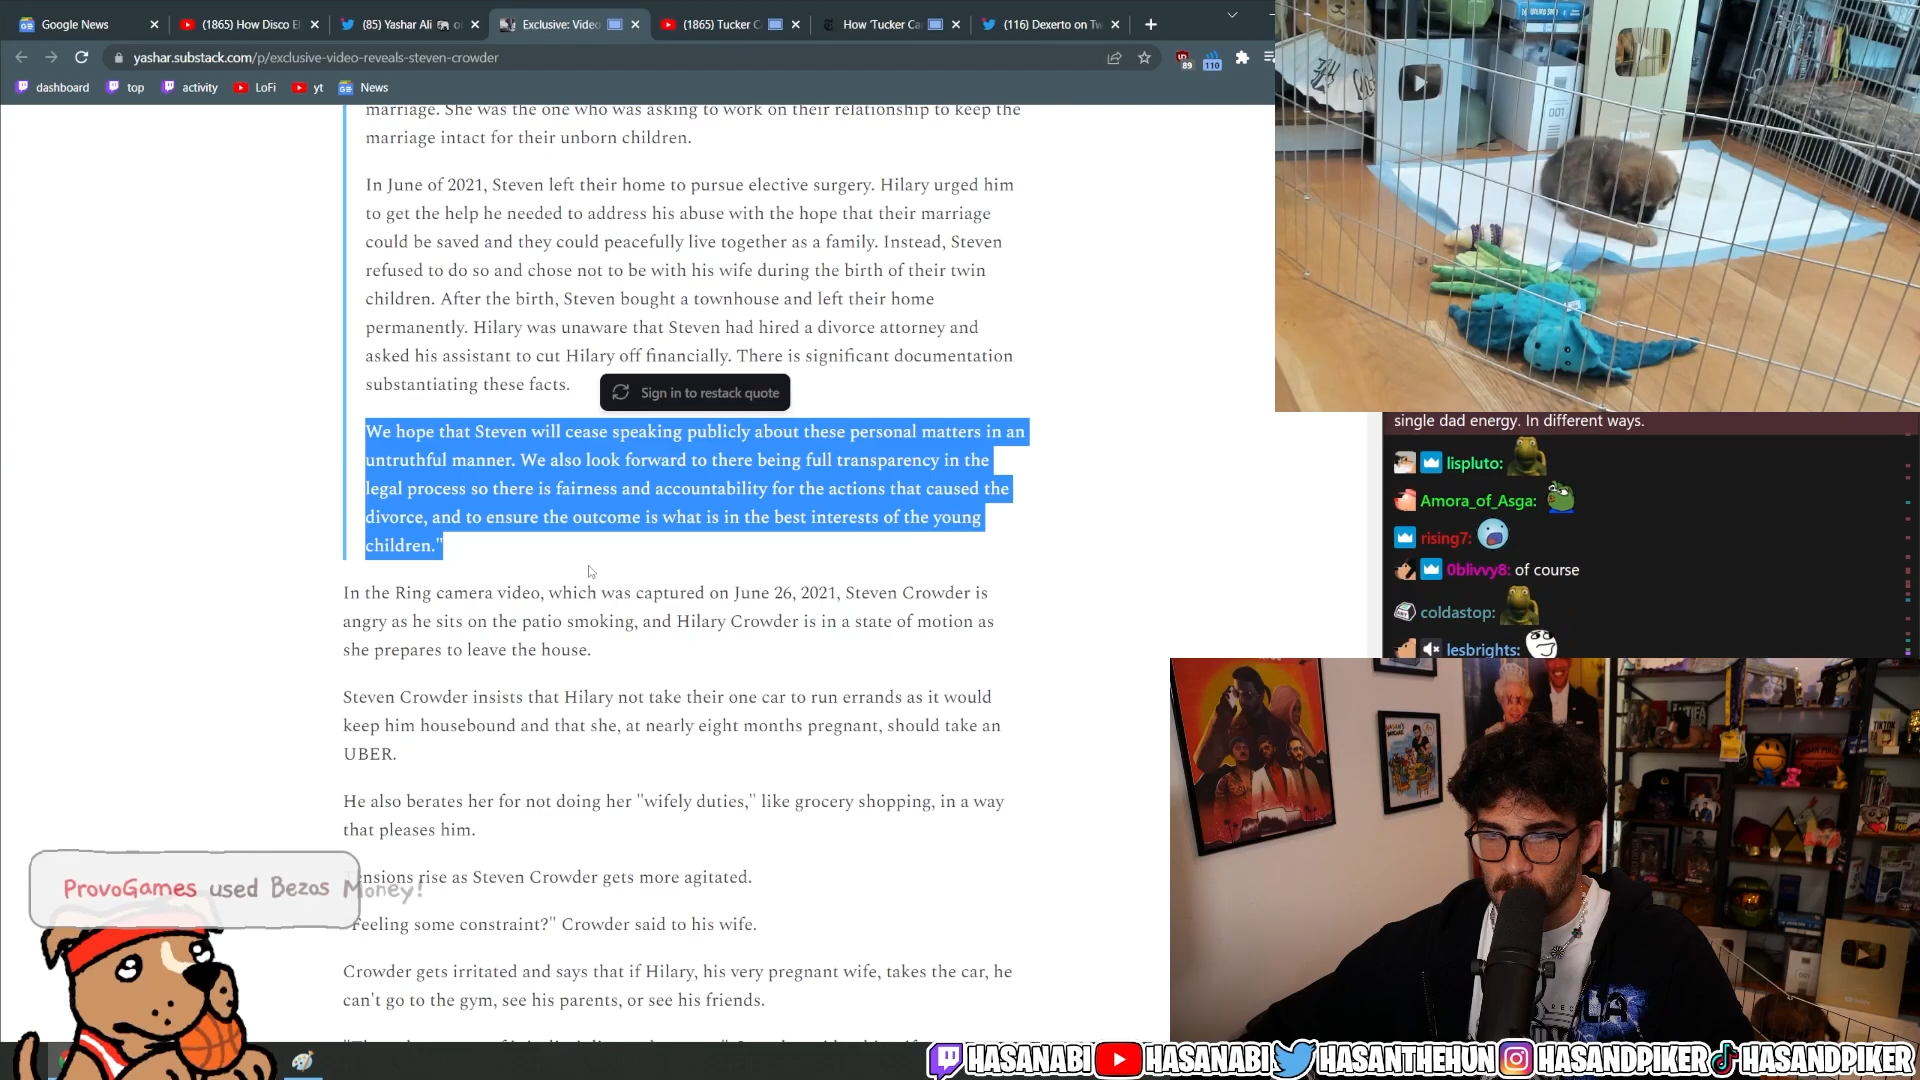 Google News
(1865) How Disco El
(85) Yashar Ali
Exclusive: Video
(1865) Tucker C
How 'Tucker Ca
(116) Dexerto on Tw
yashar.substack.com/p/exclusive-video-reveals-steven-crowder
89
110
dashboard
top
activity
LoFi
yt
News
marriage. She was the one who was asking to work on their relationship to keep the
marriage intact for their unborn children.
In June of 2021, Steven left their home to pursue elective surgery. Hilary urged him
to get the help he needed to address his abuse with the hope that their marriage
could be saved and they could peacefully live together as a family. Instead, Steven
refused to do so and chose not to be with his wife during the birth of their twin
children. After the birth, Steven bought a townhouse and left their home
permanently. Hilary was unaware that Steven had hired a divorce attorney and
asked his assistant to cut Hilary off financially. There is significant documentation
substantiating these facts.
Sign in to restack quote
We hope that Steven will cease speaking publicly about these personal matters in an
untruthful manner. We also look forward to there being full transparency in the
legal process so there is fairness and accountability for the actions that caused the
divorce, and to ensure the outcome is what is in the best interests of the young
children."
In the Ring camera video, which was captured on June 26, 2021, Steven Crowder is
angry as he sits on the patio smoking, and Hilary Crowder is in a state of motion as
she prepares to leave the house.
Steven Crowder insists that Hilary not take their one car to run errands as it would
keep him housebound and that she, at nearly eight months pregnant, should take an
UBER.
He also berates her for not doing her "wifely duties," like grocery shopping, in a way
that pleases him.
ensions rise as Steven Crowder gets more agitated.
Feeling some constraint?" Crowder said to his wife.
Crowder gets irritated and says that if Hilary, his very pregnant wife, takes the car, he
can't go to the gym, see his parents, or see his friends.
ProvoGames used Bezos Money!
single dad energy. In different ways.
lispluto:
Amora_of_Asga:
rising7:
0blivvy8: of course
coldastop:
lesbrights:
HASANABI HASANABI HASANTHEHUN HASANDPIKER HASANDPIKER